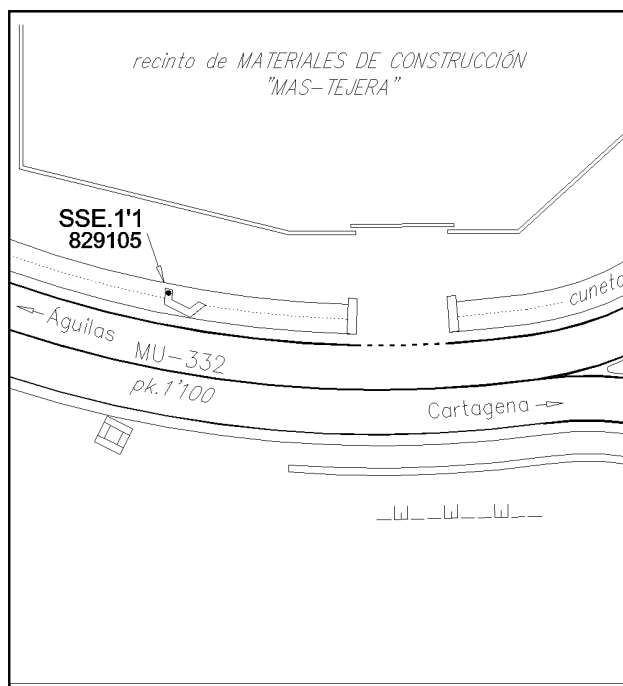 recinto de MATERIALES DE CONSTRUCCIÓN
"MAS-TEJERA"
SSE.1'1
829105
cuneta
Águilas
MU-332
pk.1'100
Cartagena
E E E